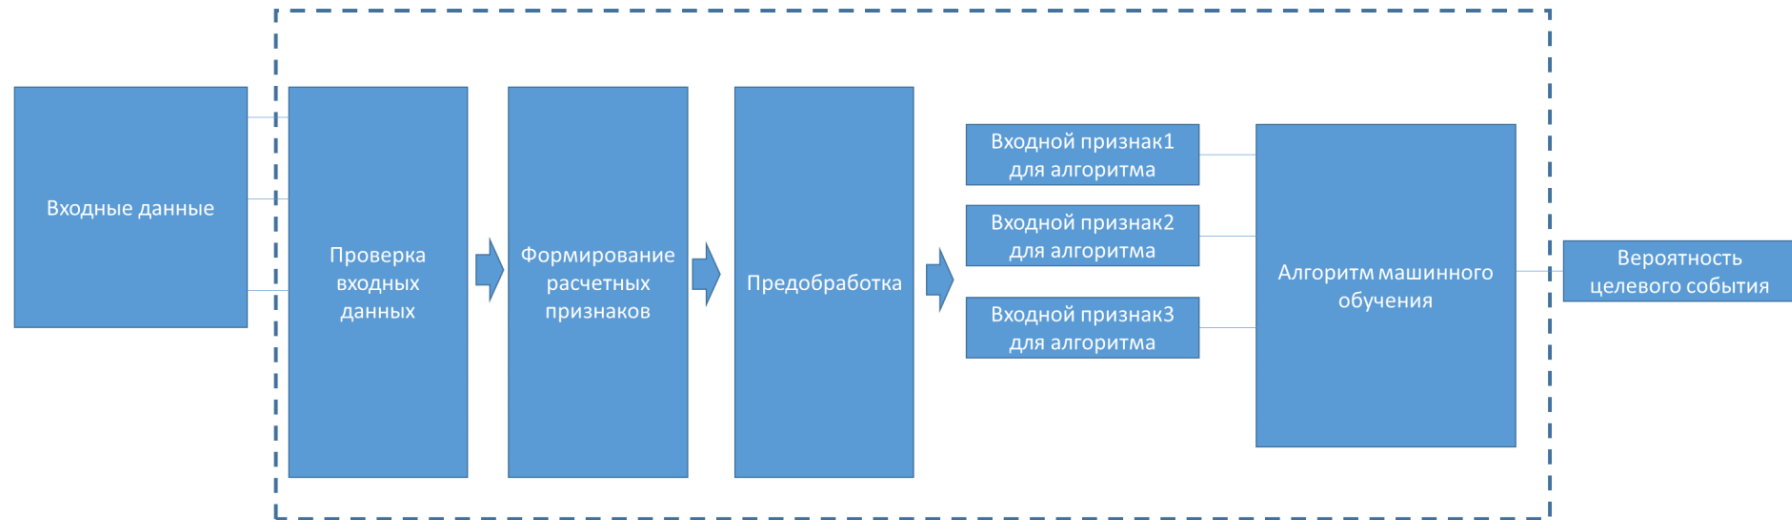 Входные данные
Проверка
входных
данных
Формирование
расчетных
признаков
Предобработка
Входной признак1
для алгоритма
Входной признак2
для алгоритма
Входной признак3
для алгоритма
Алгоритм машинного
обучения
Вероятность
целевого события